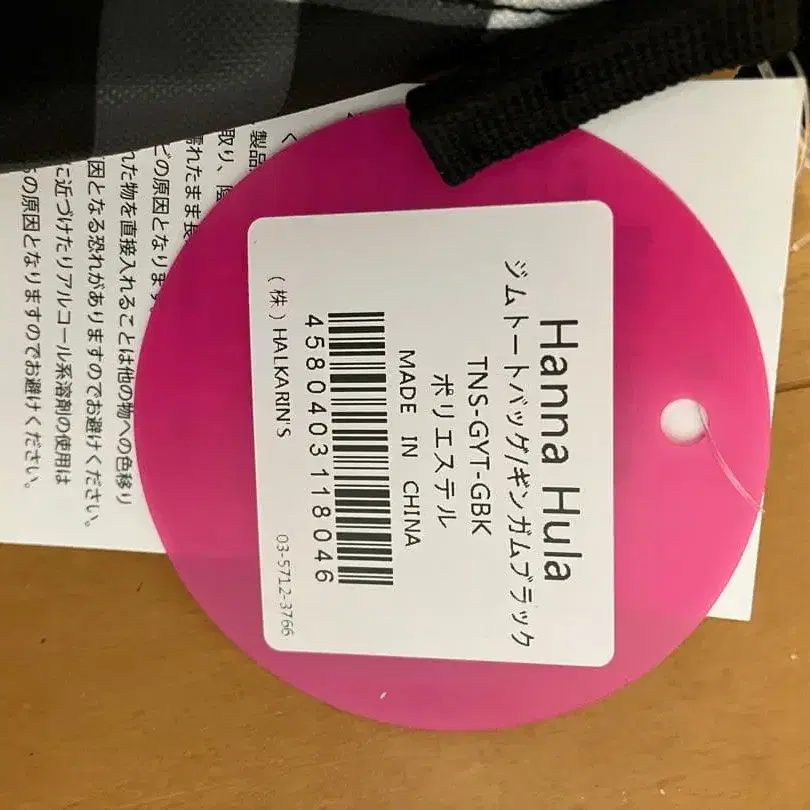 Hanna Hula
ジムトートバッグ/ギンガムブラック
TNS-GYT-GBK
ポリエステル
MADE IN CHINA
4580403118046
(株)HALKARIN'S
03-5712-3766
製品
取り、陰
濡れたまま長
どの原因となります。
れた物を直接入れることは他の物への色移り
因となる恐れがありますのでお避けください。
に近づけたりアルコール系溶剤の使用は
の原因となりますのでお避けください。